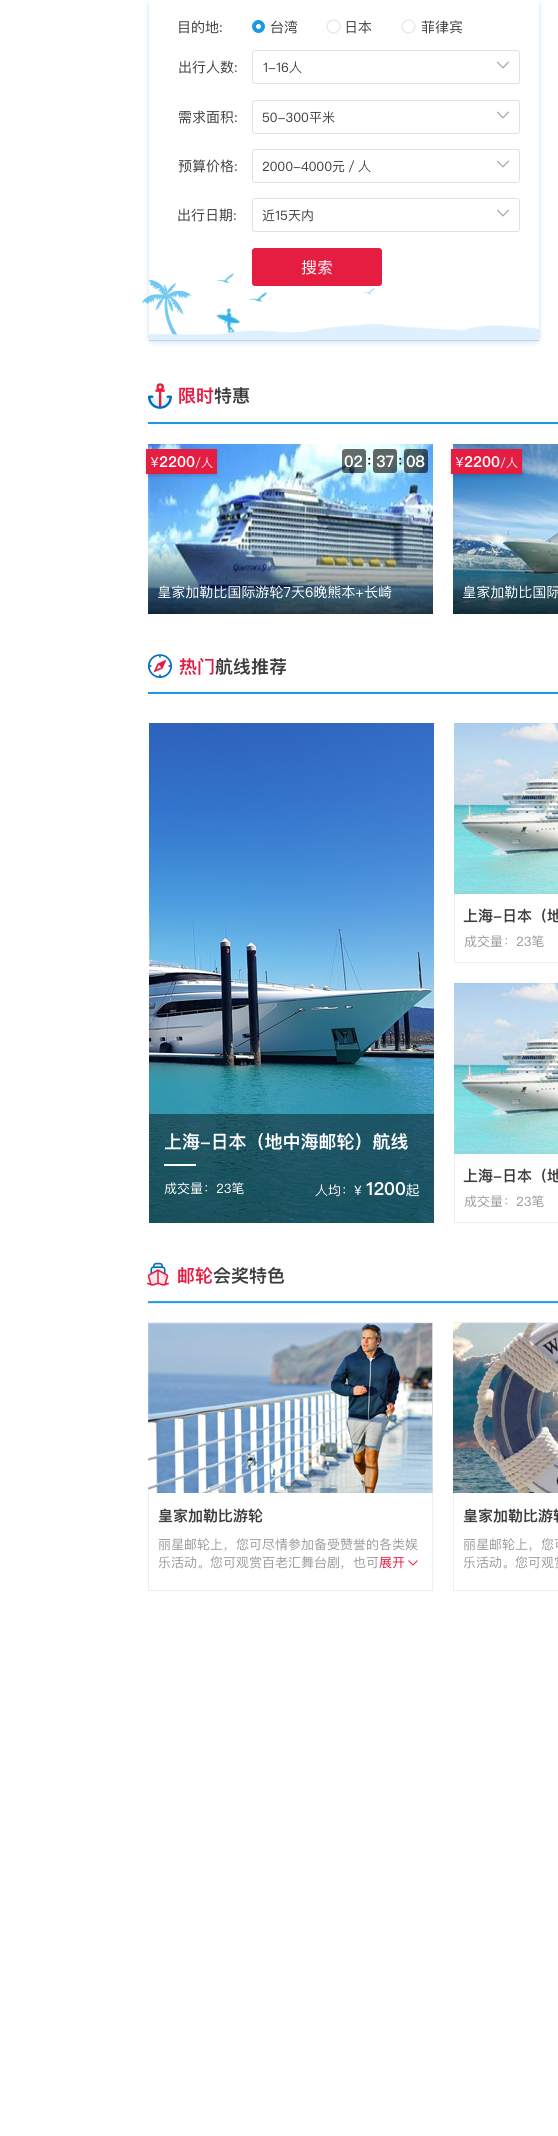 目的地: 台湾 日本 菲律宾
出行人数: 1-16人
需求面积: 50-300平米
预算价格: 2000-4000元 / 人
出行日期: 近15天内
搜索
限时特惠
¥2200/人 02:37:08 ¥2200/人
皇家加勒比国际游轮7天6晚熊本+长崎 皇家加勒比国际
热门航线推荐
上海-日本（地
成交量：23笔
上海-日本（地中海邮轮）航线
成交量：23笔 人均：¥ 1200起
上海-日本（地
成交量：23笔
邮轮会奖特色
皇家加勒比游轮
丽星邮轮上，您可尽情参加备受赞誉的各类娱
乐活动。您可观赏百老汇舞台剧，也可展开
皇家加勒比游轮
丽星邮轮上，您可
乐活动。您可观赏